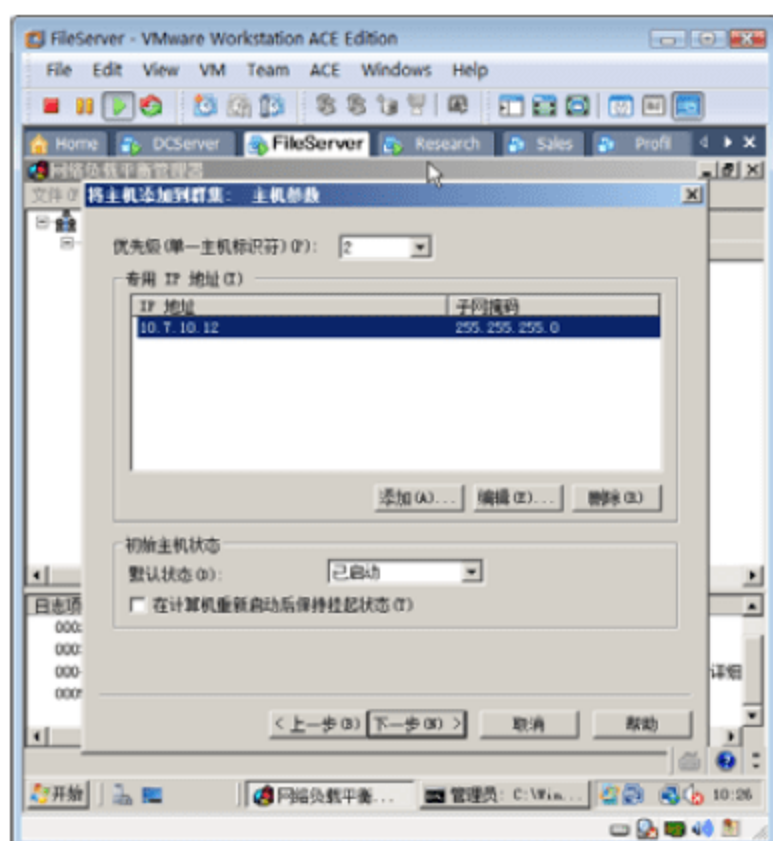 FileServer - VMware Workstation ACE Edition
File Edit View VM Team ACE Windows Help
Home DCServer FileServer Research Sales Profil
网络负载平衡管理器
文件(F
将主机添加到群集: 主机参数
优先级(单一主机标识符)(P): 2
专用 IP 地址(I)
IP 地址 子网掩码
10.7.10.12 255.255.255.0
添加(A)... 编辑(E)... 删除(R)
初始主机状态
默认状态(D): 已启动
在计算机重新启动后保持挂起状态(T)
日志项
000
000
000
详细
000
<上一步(B) 下一步(N) > 取消 帮助
开始 网络负载平衡... 管理员: C:\Win... 10:26